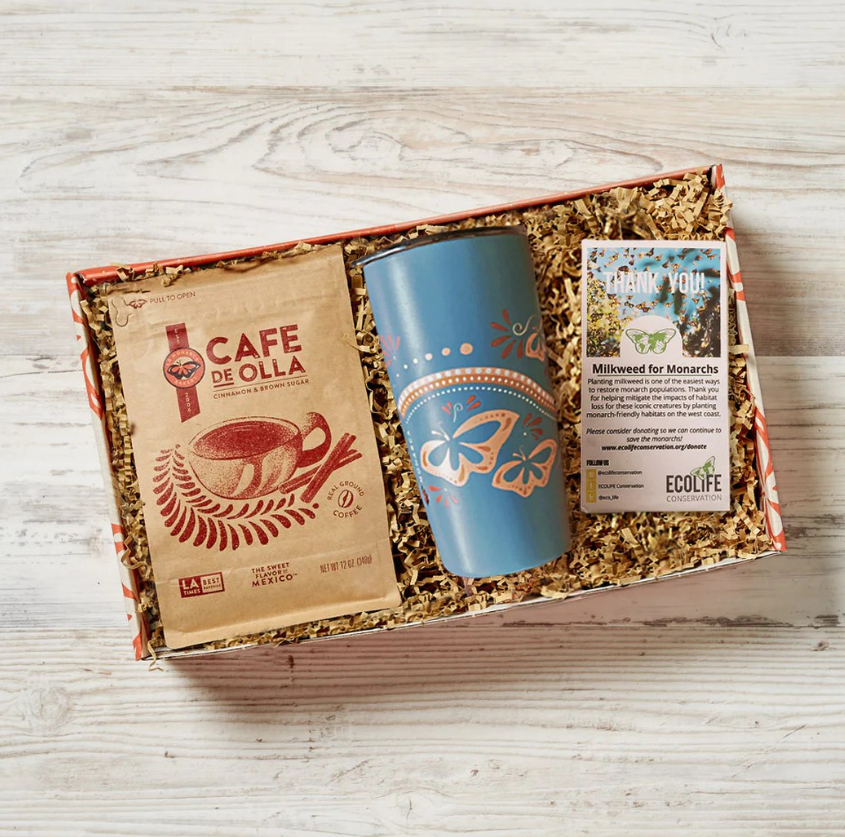 PULL TO OPEN
CAFE
DE OLLA
CINNAMON & BROWN SUGAR
REAL GROUND
COFFEE
LA
TIMES
BEST
THE SWEET
FLAVOR OF
MEXICO™
NET WT 12 OZ. (340g)
THANK YOU!
Milkweed for Monarchs
Planting milkweed is one of the easiest ways
to restore monarch populations. Thank you
for helping mitigate the impacts of habitat
loss for these iconic creatures by planting
monarch-friendly habitats on the west coast.
Please consider donating so we can continue to
save the monarchs!
www.ecolifeconservation.org/donate
FOLLOW US
@ecolifeconservation
ECOLIFE Conservation
@eco_life
ECOLIFE
CONSERVATION